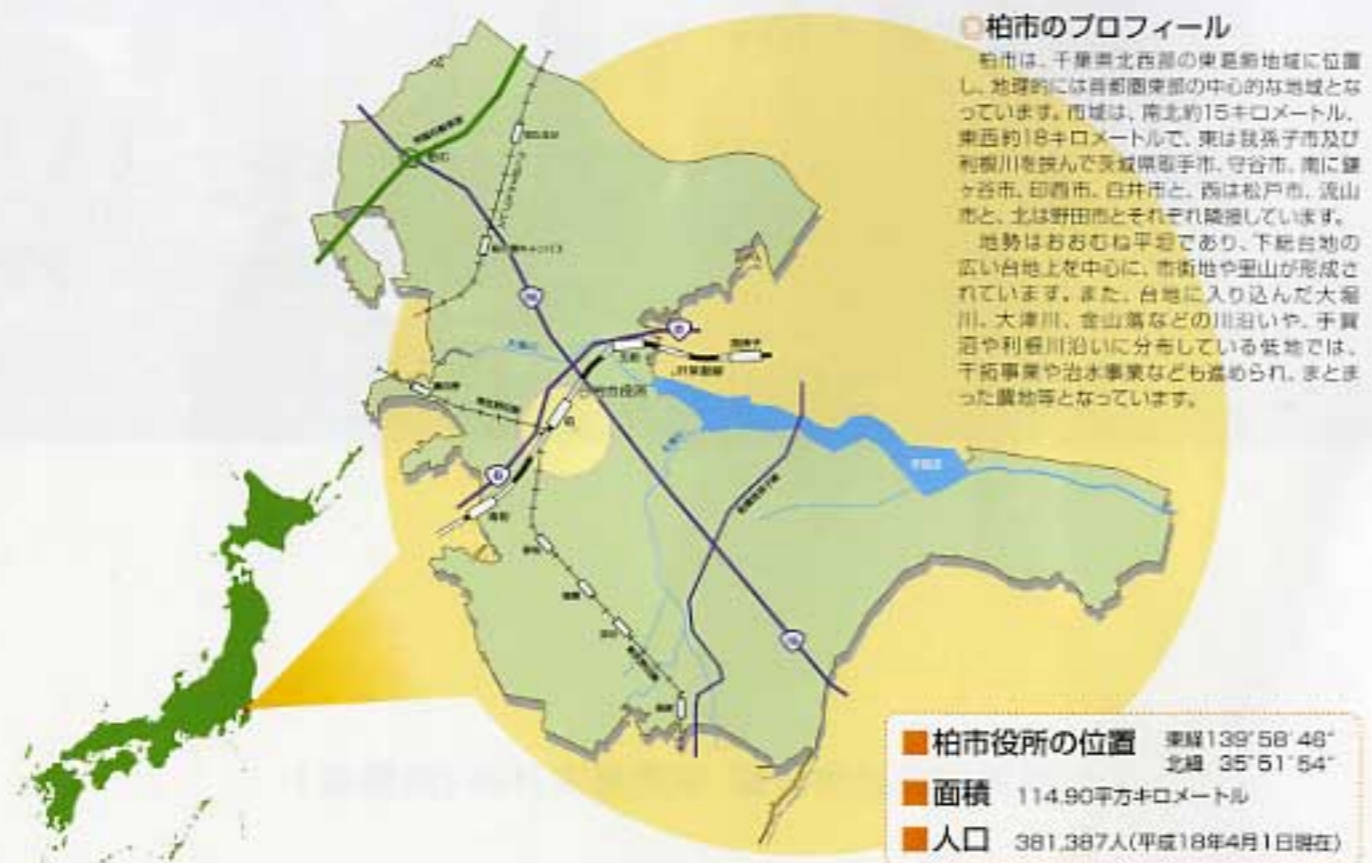 柏市のプロフィール
柏市は、千葉県北西部の東葛飾地域に位置
し、地理的には首都圏東部の中心的な地域とな
っています。市域は、南北約15キロメートル、
東西約18キロメートルで、東は我孫子市及び
利根川を挟んで茨城県取手市、守谷市、南に鎌
ヶ谷市、印西市、白井市と、西は松戸市、流山
市と、北は野田市とそれぞれ隣接しています。
地勢はおおむね平坦であり、下総台地の
広い台地上を中心に、市街地や里山が形成さ
れています。また、台地に入り込んだ大堀
川、大津川、金山落などの川沿いや、手賀
沼や利根川沿いに分布している低地では、
干拓事業や治水事業なども進められ、まとま
った農地等となっています。
16
6
JR常磐線
柏市役所
柏
手賀沼
6
南柏
16
柏市役所の位置 東経139°58′46″
北緯 35°51′54″
面積 114.90平方キロメートル
人口 381,387人(平成18年4月1日現在)